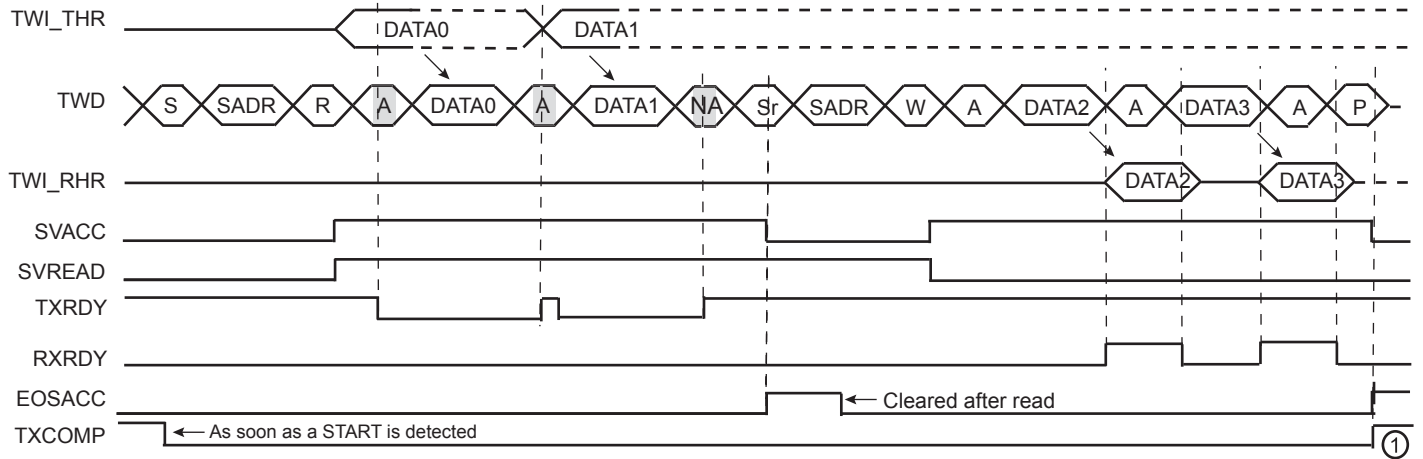 TWI_THR DATA0 DATA1
TWD S SADR R A DATA0 A DATA1 NA Sr SADR W A DATA2 A DATA3 A P
TWI_RHR DATA2 DATA3
SVACC
SVREAD
TXRDY
RXRDY
EOSACC Cleared after read
TXCOMP As soon as a START is detected 1